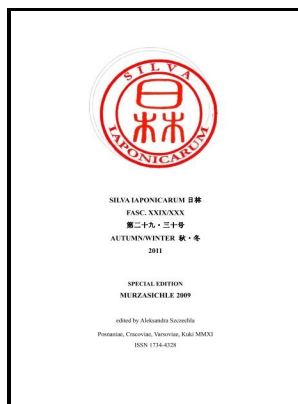 SILVA
日林
IAPONICARUM
SILVA IAPONICARUM 日林
FASC. XXIX/XXX
第二十九・三十号
AUTUMN/WINTER 秋・冬
2011
SPECIAL EDITION
MURZASICHLE 2009
edited by Aleksandra Szczechla
Posnaniae, Cracoviae, Varsoviae, Kuki MMXI
ISSN 1734-4328